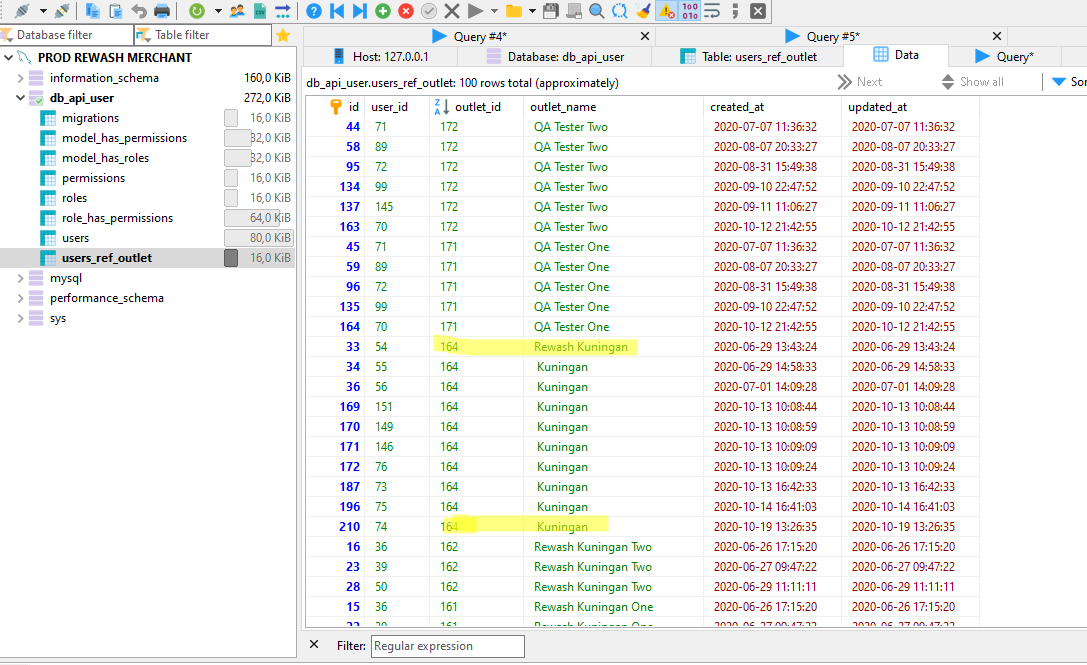 Query #4*
Query #5*
Database filter
Table filter
Host: 127.0.0.1
Database: db_api_user
Table: users_ref_outlet
Data
Query*
PROD REWASH MERCHANT
information_schema 160,0 KiB
db_api_user 272,0 KiB
migrations 16,0 KiB
model_has_permissions 32,0 KiB
model_has_roles 32,0 KiB
permissions 16,0 KiB
roles 16,0 KiB
role_has_permissions 64,0 KiB
users 80,0 KiB
users_ref_outlet 16,0 KiB
mysql
performance_schema
sys
db_api_user.users_ref_outlet: 100 rows total (approximately)
Next
Show all
Sor
id user_id outlet_id outlet_name created_at updated_at
44 71 172 QA Tester Two 2020-07-07 11:36:32 2020-07-07 11:36:32
58 89 172 QA Tester Two 2020-08-07 20:33:27 2020-08-07 20:33:27
95 72 172 QA Tester Two 2020-08-31 15:49:38 2020-08-31 15:49:38
134 99 172 QA Tester Two 2020-09-10 22:47:52 2020-09-10 22:47:52
137 145 172 QA Tester Two 2020-09-11 11:06:27 2020-09-11 11:06:27
163 70 172 QA Tester Two 2020-10-12 21:42:55 2020-10-12 21:42:55
45 71 171 QA Tester One 2020-07-07 11:36:32 2020-07-07 11:36:32
59 89 171 QA Tester One 2020-08-07 20:33:27 2020-08-07 20:33:27
96 72 171 QA Tester One 2020-08-31 15:49:38 2020-08-31 15:49:38
135 99 171 QA Tester One 2020-09-10 22:47:52 2020-09-10 22:47:52
164 70 171 QA Tester One 2020-10-12 21:42:55 2020-10-12 21:42:55
33 54 164 Rewash Kuningan 2020-06-29 13:43:24 2020-06-29 13:43:24
34 55 164 Kuningan 2020-06-29 14:58:33 2020-06-29 14:58:33
36 56 164 Kuningan 2020-07-01 14:09:28 2020-07-01 14:09:28
169 151 164 Kuningan 2020-10-13 10:08:44 2020-10-13 10:08:44
170 149 164 Kuningan 2020-10-13 10:08:59 2020-10-13 10:08:59
171 146 164 Kuningan 2020-10-13 10:09:09 2020-10-13 10:09:09
172 76 164 Kuningan 2020-10-13 10:09:24 2020-10-13 10:09:24
187 73 164 Kuningan 2020-10-13 16:42:33 2020-10-13 16:42:33
196 75 164 Kuningan 2020-10-14 16:41:03 2020-10-14 16:41:03
210 74 164 Kuningan 2020-10-19 13:26:35 2020-10-19 13:26:35
16 36 162 Rewash Kuningan Two 2020-06-26 17:15:20 2020-06-26 17:15:20
23 39 162 Rewash Kuningan Two 2020-06-27 09:47:22 2020-06-27 09:47:22
28 50 162 Rewash Kuningan Two 2020-06-29 11:11:11 2020-06-29 11:11:11
15 36 161 Rewash Kuningan One 2020-06-26 17:15:20 2020-06-26 17:15:20
Filter: Regular expression